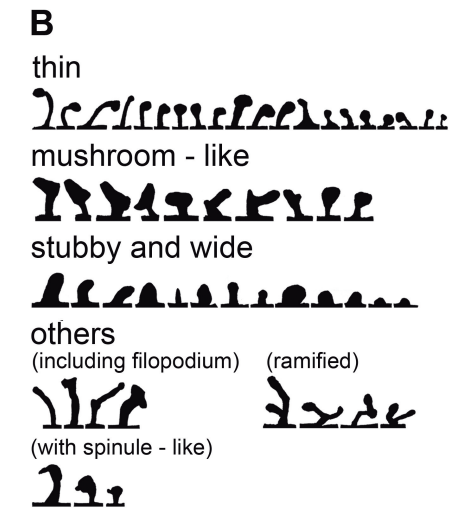 B
thin
mushroom - like
stubby and wide
others
(including filopodium) (ramified)
(with spinule - like)